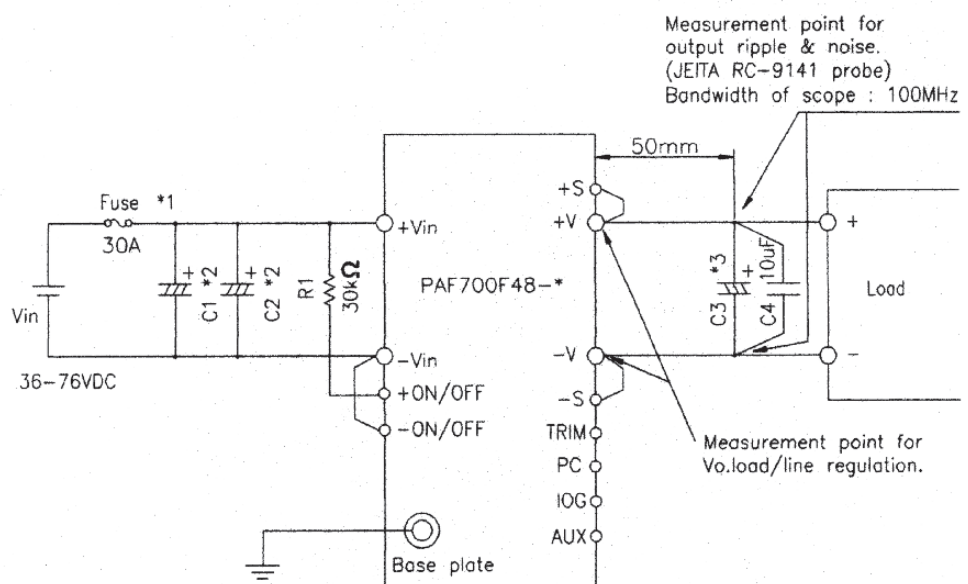 Measurement point for
output ripple & noise.
(JEITA RC-9141 probe)
Bandwidth of scope : 100MHz
50mm
Fuse *1
30A
+S
+V
+Vin
+
C1 *2
+
C2 *2
R1
30kΩ
PAF700F48-*
C3 *3
+
C4 10uF
+
Load
Vin
36-76VDC
-Vin
-V
-
+ON/OFF
-S
-ON/OFF
TRIM
Measurement point for
Vo.load/line regulation.
PC
IOG
AUX
Base plate